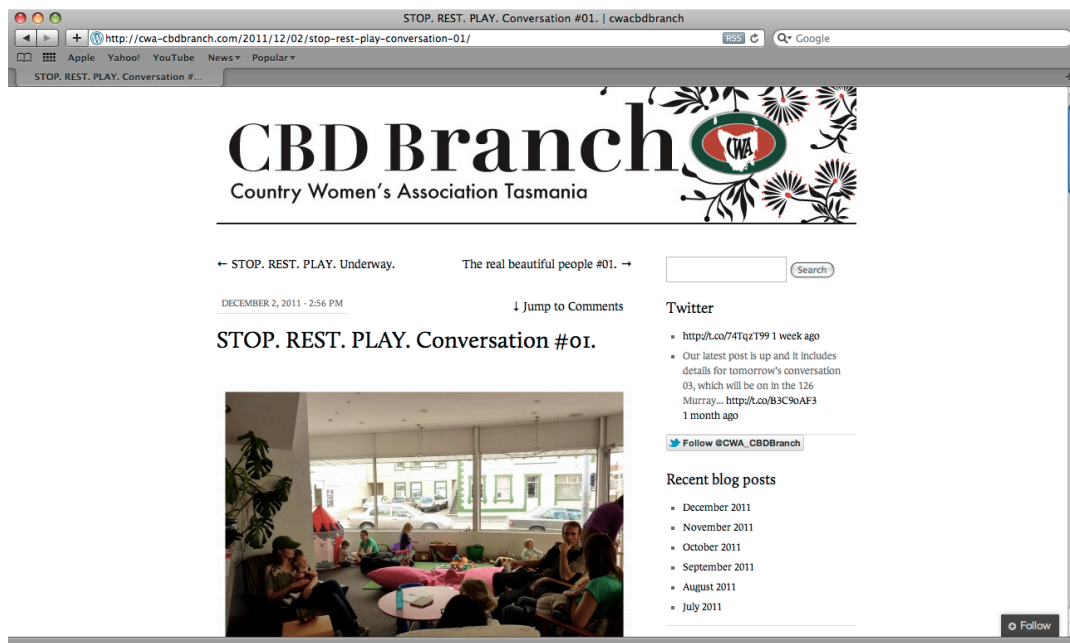 STOP. REST. PLAY. Conversation #01. | cwacbdbranch
http://cwa-cbdbranch.com/2011/12/02/stop-rest-play-conversation-01/
RSS
Google
Apple Yahoo! YouTube News Popular
STOP. REST. PLAY. Conversation #...
CBD Branch
CWA
Country Women's Association Tasmania
← STOP. REST. PLAY. Underway.
The real beautiful people #01. →
DECEMBER 2, 2011 · 2:56 PM
↓ Jump to Comments
STOP. REST. PLAY. Conversation #01.
Search
Twitter
http://t.co/74TqzT99 1 week ago
Our latest post is up and it includes
details for tomorrow's conversation
03, which will be on in the 126
Murray... http://t.co/B3C9oAF3
1 month ago
Follow @CWA_CBDBranch
Recent blog posts
December 2011
November 2011
October 2011
September 2011
August 2011
July 2011
Follow